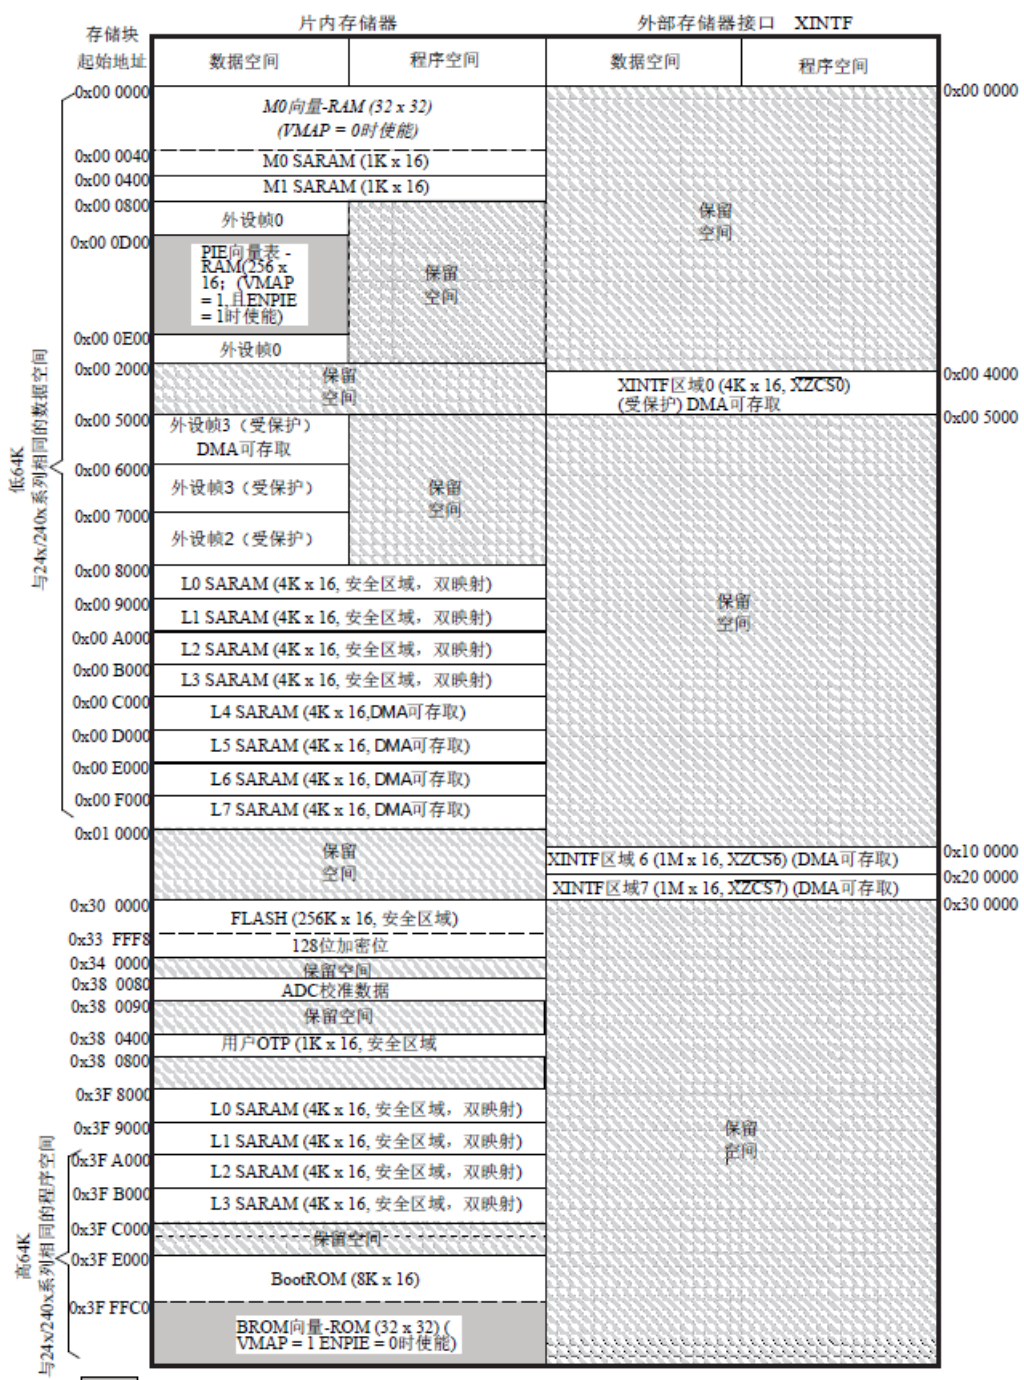 片内存储器
外部存储器接口 XINTF
存储块
起始地址
数据空间
程序空间
数据空间
程序空间
0x00 0000
M0向量-RAM (32 x 32)
(VMAP = 0时使能)
0x00 0000
0x00 0040
M0 SARAM (1K x 16)
0x00 0400
M1 SARAM (1K x 16)
0x00 0800
外设帧0
保留
空间
0x00 0D00
PIE向量表 -
RAM(256 x
16; (VMAP
= 1,且ENPIE
= 1时使能)
保留
空间
0x00 0E00
外设帧0
0x00 2000
保留
空间
XINTF区域0 (4K x 16, XZCS0)
(受保护) DMA可存取
0x00 4000
0x00 5000
0x00 5000
外设帧3（受保护）
DMA可存取
0x00 6000
外设帧3（受保护）
保留
空间
0x00 7000
外设帧2（受保护）
0x00 8000
L0 SARAM (4K x 16, 安全区域，双映射)
0x00 9000
L1 SARAM (4K x 16, 安全区域，双映射)
保留
空间
0x00 A000
L2 SARAM (4K x 16, 安全区域，双映射)
0x00 B000
L3 SARAM (4K x 16, 安全区域，双映射)
0x00 C000
L4 SARAM (4K x 16,DMA可存取)
0x00 D000
L5 SARAM (4K x 16, DMA可存取)
0x00 E000
L6 SARAM (4K x 16, DMA可存取)
0x00 F000
L7 SARAM (4K x 16, DMA可存取)
低64K
与24x/240x系列相同的数据空间
0x01 0000
保留
空间
XINTF区域 6 (1M x 16, XZCS6) (DMA可存取)
0x10 0000
XINTF区域7 (1M x 16, XZCS7) (DMA可存取)
0x20 0000
0x30 0000
0x30 0000
FLASH (256K x 16, 安全区域)
0x33 FFF8
128位加密位
0x34 0000
保留空间
0x38 0080
ADC校准数据
0x38 0090
保留空间
0x38 0400
用户OTP (1K x 16, 安全区域
0x38 0800
0x3F 8000
L0 SARAM (4K x 16, 安全区域，双映射)
0x3F 9000
L1 SARAM (4K x 16, 安全区域，双映射)
保留
空间
0x3F A000
L2 SARAM (4K x 16, 安全区域，双映射)
0x3F B000
L3 SARAM (4K x 16, 安全区域，双映射)
0x3F C000
保留空间
0x3F E000
BootROM (8K x 16)
0x3F FFC0
BROM向量-ROM (32 x 32) (
VMAP = 1 ENPIE = 0时使能)
高64K
与24x/240x系列相同的程序空间